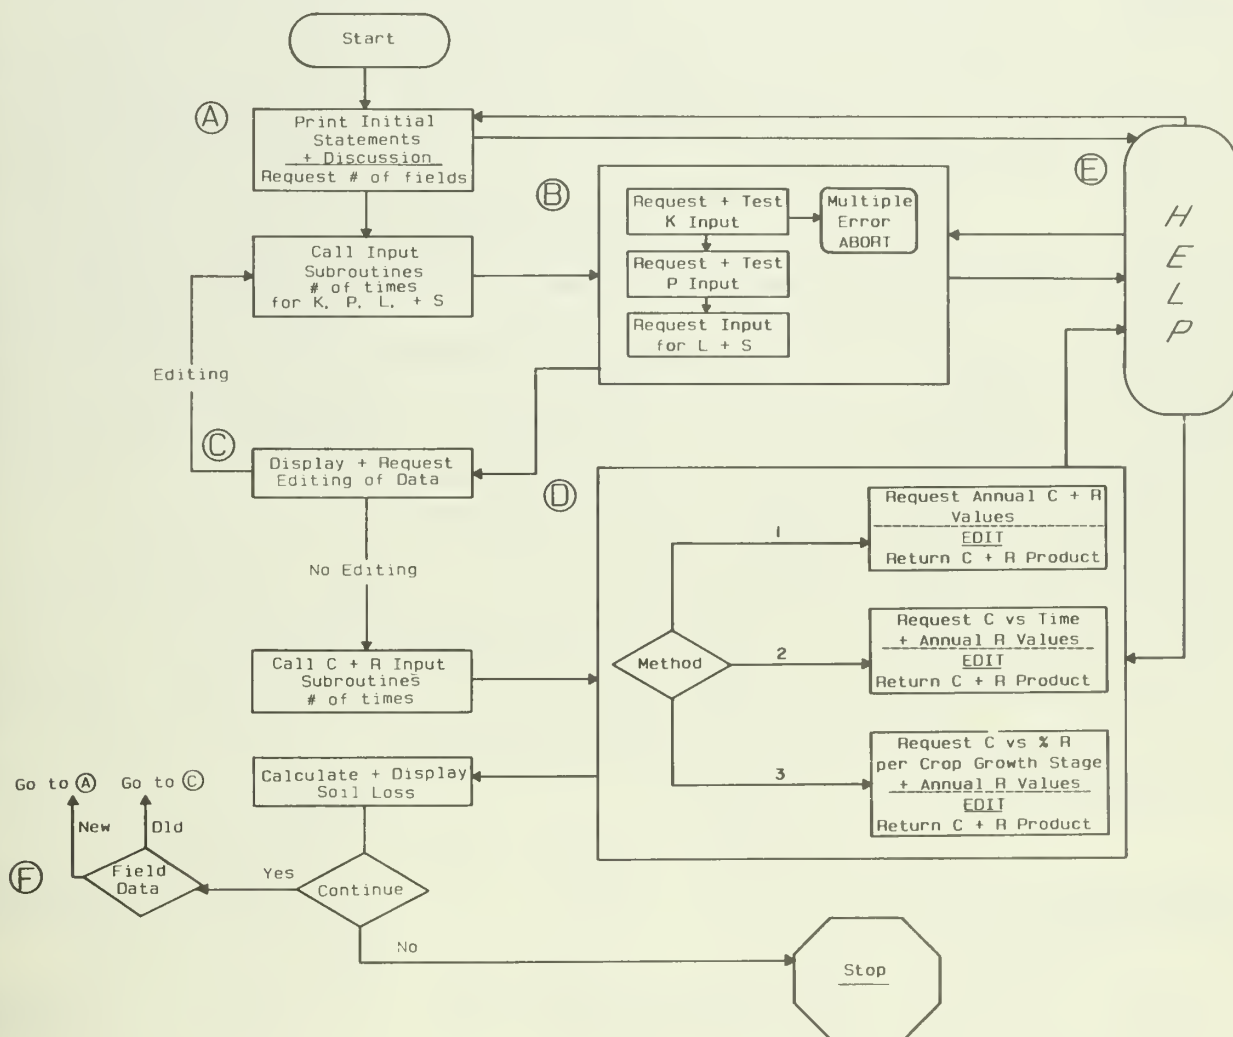 Start
A
Print Initial
Statements
+ Discussion
Request # of fields
E
HELP
B
Request + Test
K Input
Multiple
Error
ABORT
Request + Test
P Input
Request Input
for L + S
Call Input
Subroutines
# of times
for K, P, L, + S
Editing
C
Display + Request
Editing of Data
No Editing
D
Call C + R Input
Subroutines
# of times
Method
1
Request Annual C + R
Values
EDIT
Return C + R Product
2
Request C vs Time
+ Annual R Values
EDIT
Return C + R Product
3
Request C vs % R
per Crop Growth Stage
+ Annual R Values
EDIT
Return C + R Product
Calculate + Display
Soil Loss
Go to A
Go to C
New
Old
F
Field
Data
Yes
Continue
No
Stop